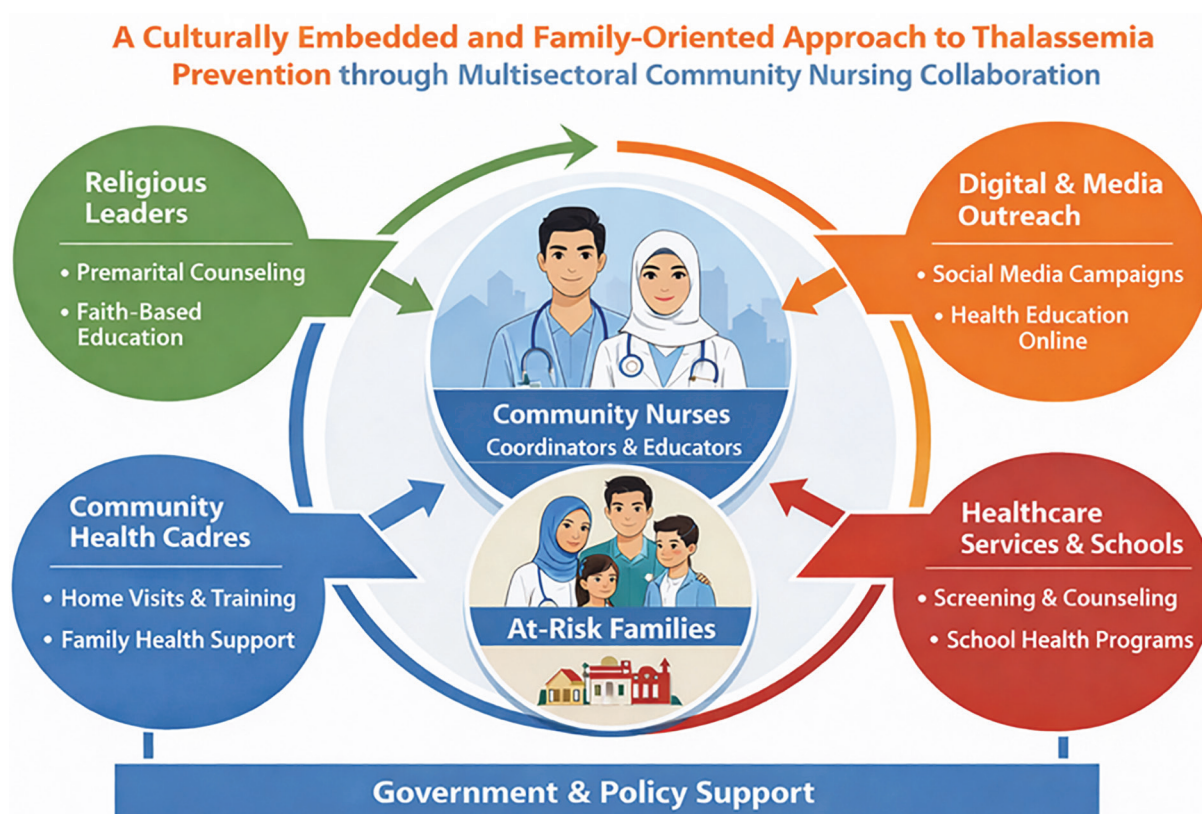 A Culturally Embedded and Family-Oriented Approach to Thalassemia
Prevention through Multisectoral Community Nursing Collaboration
Religious
Leaders
• Premarital Counseling
• Faith-Based
Education
Digital & Media
Outreach
• Social Media Campaigns
• Health Education
Online
Community Nurses
Coordinators & Educators
Community
Health Cadres
• Home Visits & Training
• Family Health Support
At-Risk Families
Healthcare
Services & Schools
• Screening & Counseling
• School Health Programs
Government & Policy Support